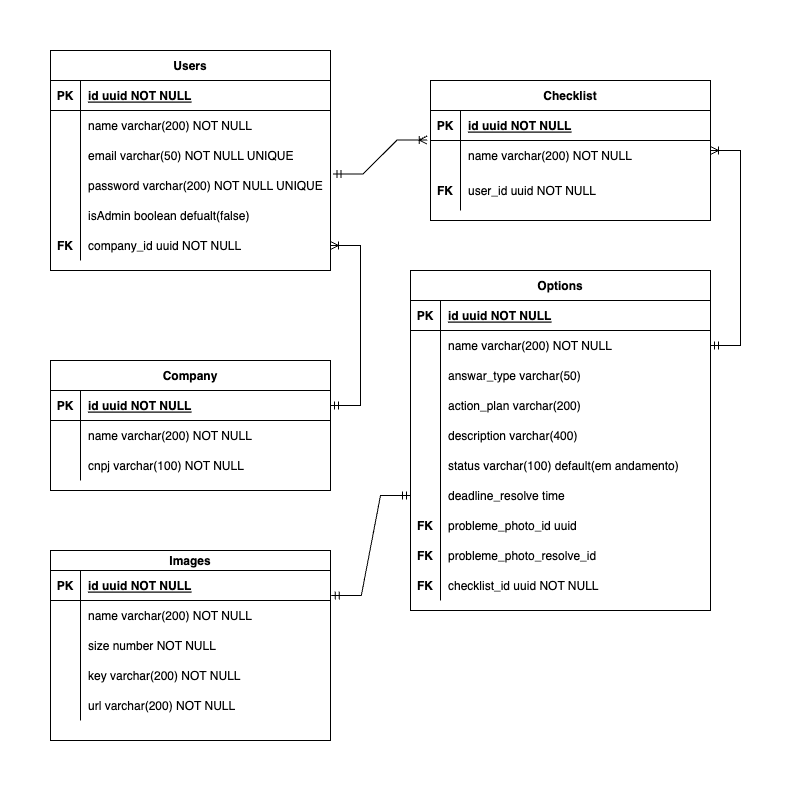 Users
PK id uuid NOT NULL
name varchar(200) NOT NULL
email varchar(50) NOT NULL UNIQUE
password varchar(200) NOT NULL UNIQUE
isAdmin boolean defualt(false)
FK company_id uuid NOT NULL
Checklist
PK id uuid NOT NULL
name varchar(200) NOT NULL
FK user_id uuid NOT NULL
Company
PK id uuid NOT NULL
name varchar(200) NOT NULL
cnpj varchar(100) NOT NULL
Options
PK id uuid NOT NULL
name varchar(200) NOT NULL
answar_type varchar(50)
action_plan varchar(200)
description varchar(400)
status varchar(100) default(em andamento)
deadline_resolve time
FK probleme_photo_id uuid
FK probleme_photo_resolve_id
FK checklist_id uuid NOT NULL
Images
PK id uuid NOT NULL
name varchar(200) NOT NULL
size number NOT NULL
key varchar(200) NOT NULL
url varchar(200) NOT NULL